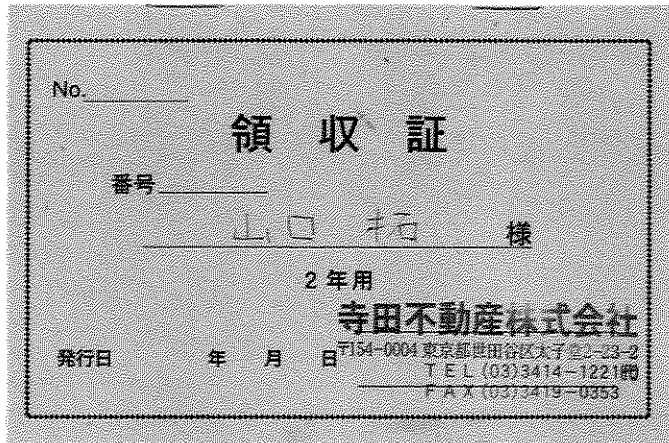 No.
領収証
番号
山口 拓 様
2年用
寺田不動産株式会社
発行日 年 月 日
〒154-0004 東京都世田谷区太子堂2-23-2
TEL (03)3414-1221㈹
FAX (03)3419-0353